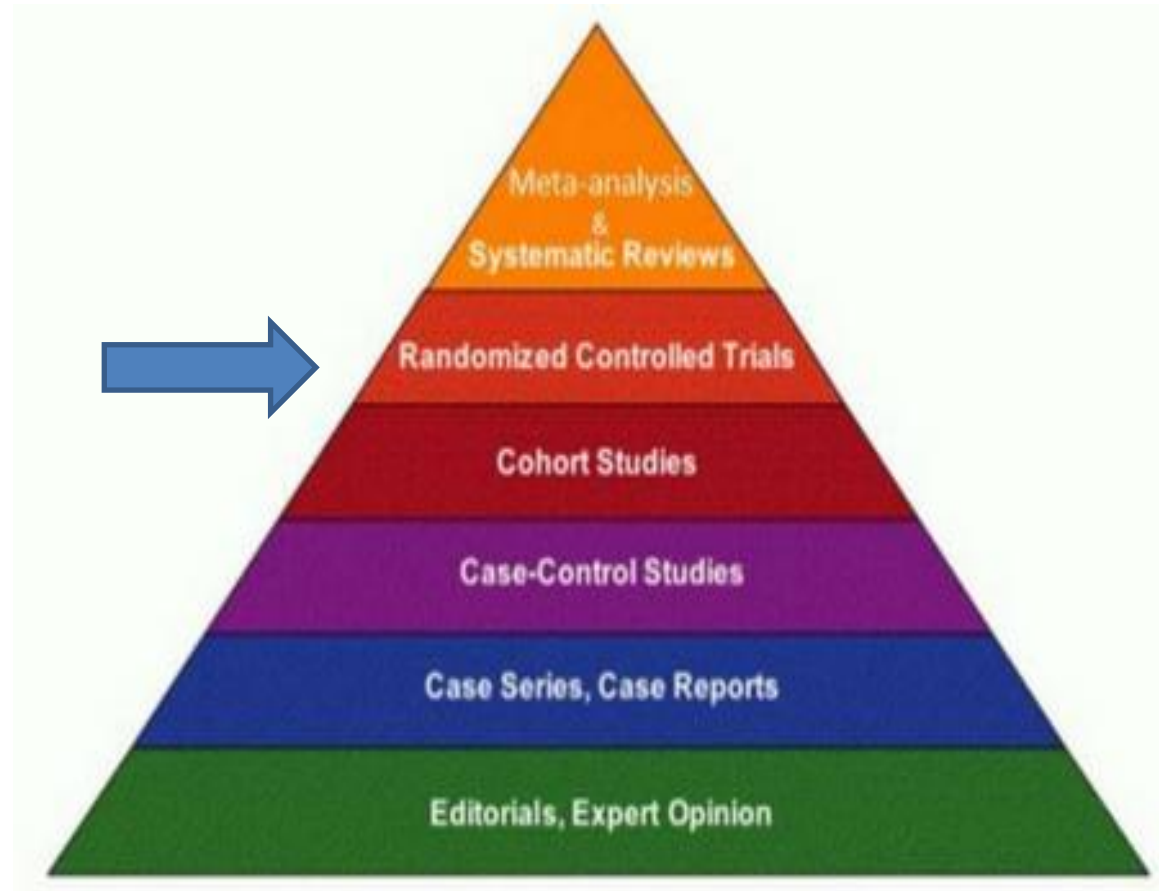 Meta-analysis
&
Systematic Reviews
Randomized Controlled Trials
Cohort Studies
Case-Control Studies
Case Series, Case Reports
Editorials, Expert Opinion